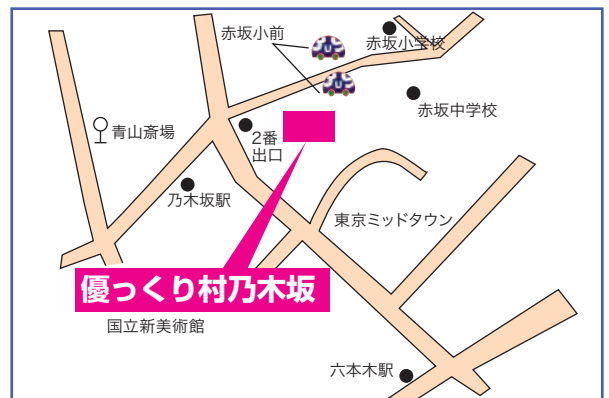 赤坂小前
赤坂小学校
赤坂中学校
青山斎場
2番
出口
乃木坂駅
東京ミッドタウン
優っくり村乃木坂
国立新美術館
六本木駅